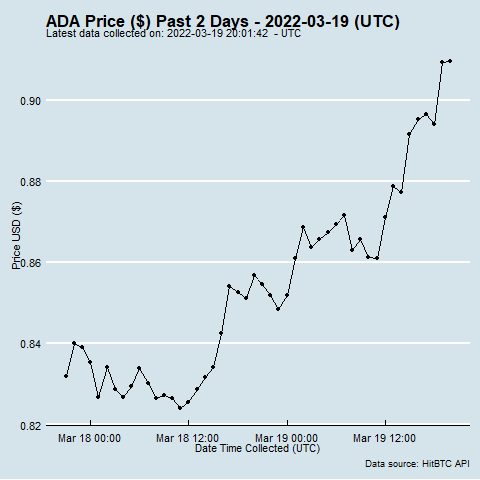 ADA Price ($) Past 2 Days - 2022-03-19 (UTC)
Latest data collected on: 2022-03-19 20:01:42 - UTC
Price USD ($)
0.90
0.88
0.86
0.84
0.82
Mar 18 00:00 Mar 18 12:00 Mar 19 00:00 Mar 19 12:00
Date Time Collected (UTC)
Data source: HitBTC API